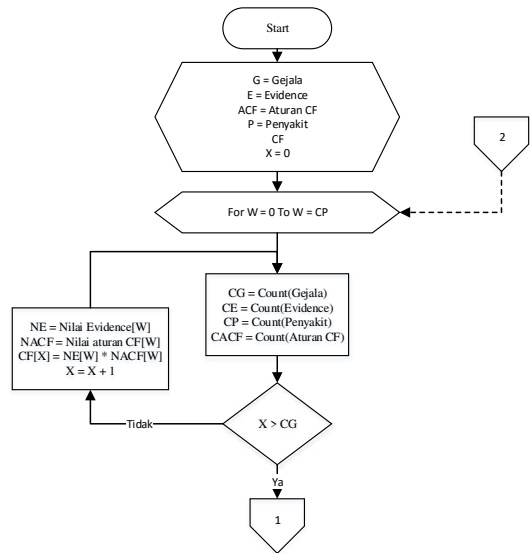 Start
G = Gejala
E = Evidence
ACF = Aturan CF
P = Penyakit
CF
X = 0
2
For W = 0 To W = CP
CG = Count(Gejala)
CE = Count(Evidence)
CP = Count(Penyakit)
CACF = Count(Aturan CF)
NE = Nilai Evidence[W]
NACF = Nilai aturan CF[W]
CF[X] = NE[W] * NACF[W]
X = X + 1
X > CG
Tidak
Ya
1